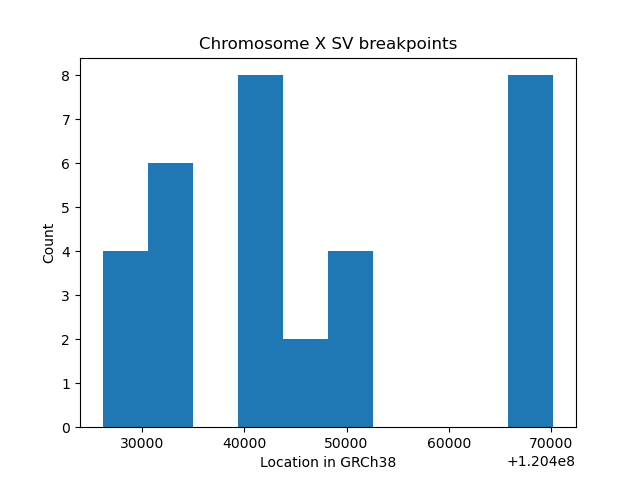 Chromosome X SV breakpoints
8
7
6
5
4
3
2
1
0
Count
30000 40000 50000 60000 70000
Location in GRCh38
+1.204e8